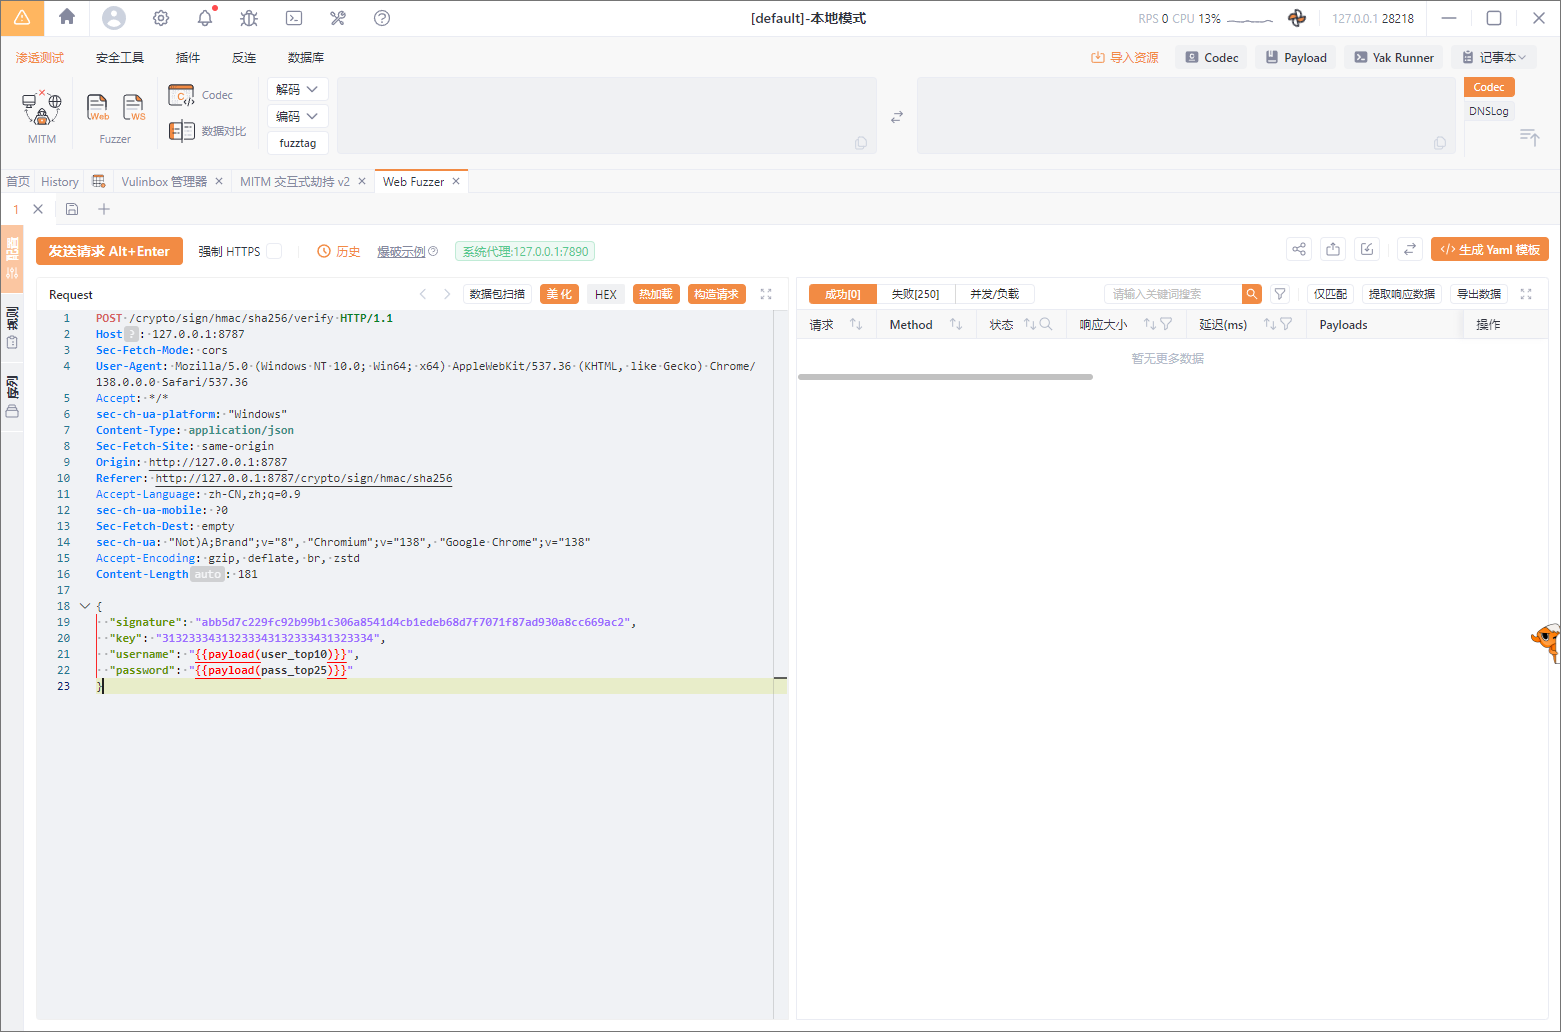 [default]-本地模式
RPS 0 CPU 13%
127.0.0.1 28218
渗透测试 安全工具 插件 反连 数据库
导入资源 Codec Payload Yak Runner 记事本
MITM
Web WS
Fuzzer
Codec
数据对比
解码
编码
fuzztag
Codec
DNSLog
首页 History Vulinbox 管理器 MITM 交互式劫持 v2 Web Fuzzer
1
配置
规则
序列
发送请求 Alt+Enter 强制 HTTPS 历史 爆破示例 系统代理:127.0.0.1:7890 生成 Yaml 模板
Request 数据包扫描 美化 HEX 热加载 构造请求
1 POST /crypto/sign/hmac/sha256/verify HTTP/1.1
2 Host ? : 127.0.0.1:8787
3 Sec-Fetch-Mode: cors
4 User-Agent: Mozilla/5.0 (Windows NT 10.0; Win64; x64) AppleWebKit/537.36 (KHTML, like Gecko) Chrome/
138.0.0.0 Safari/537.36
5 Accept: */*
6 sec-ch-ua-platform: "Windows"
7 Content-Type: application/json
8 Sec-Fetch-Site: same-origin
9 Origin: http://127.0.0.1:8787
10 Referer: http://127.0.0.1:8787/crypto/sign/hmac/sha256
11 Accept-Language: zh-CN,zh;q=0.9
12 sec-ch-ua-mobile: ?0
13 Sec-Fetch-Dest: empty
14 sec-ch-ua: "Not)A;Brand";v="8", "Chromium";v="138", "Google Chrome";v="138"
15 Accept-Encoding: gzip, deflate, br, zstd
16 Content-Length auto : 181
17
18 {
19 "signature": "abb5d7c229fc92b99b1c306a8541d4cb1edeb68d7f7071f87ad930a8cc669ac2",
20 "key": "31323334313233343132333431323334",
21 "username": "{{payload(user_top10)}}",
22 "password": "{{payload(pass_top25)}}"
23 }
成功[0] 失败[250] 并发/负载 请输入关键词搜索 仅匹配 提取响应数据 导出数据
请求 Method 状态 响应大小 延迟(ms) Payloads 操作
暂无更多数据